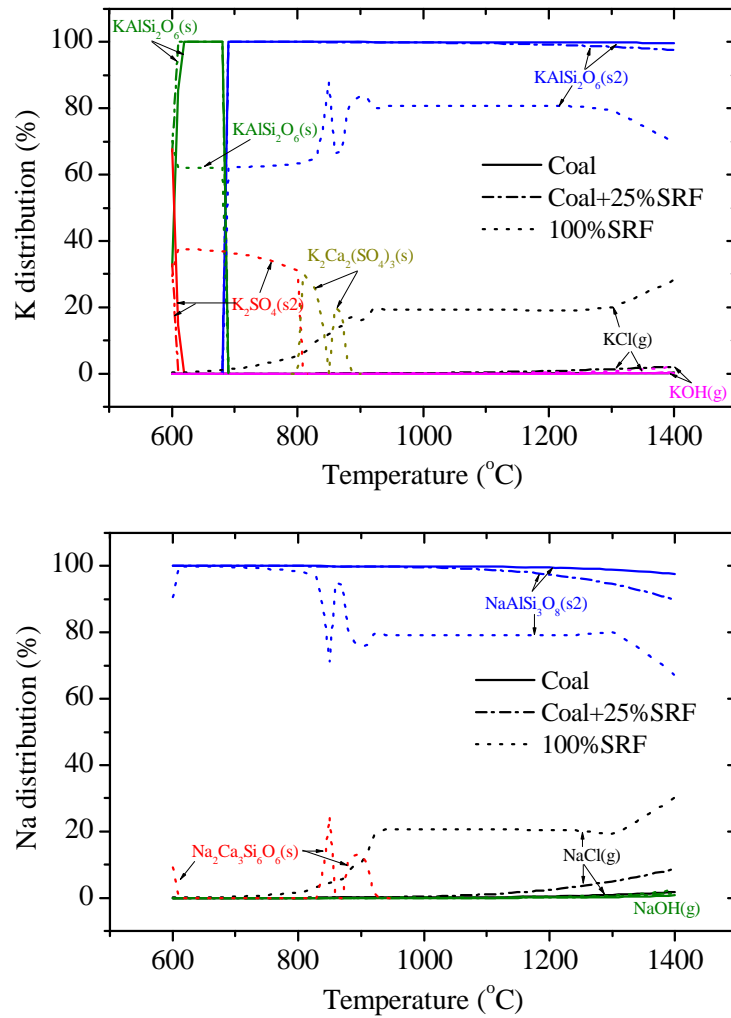 KAlSi₂O₆(s)
100
KAlSi₂O₆(s2)
80
KAlSi₂O₆(s)
Coal
60
Coal+25%SRF
100%SRF
K distribution (%)
40
K₂Ca₂(SO₄)₃(s)
K₂SO₄(s2)
20
KCl(g)
0
KOH(g)
600 800 1000 1200 1400
Temperature (°C)
100
NaAlSi₃O₈(s2)
80
Coal
60
Coal+25%SRF
100%SRF
Na distribution (%)
40
20
Na₂Ca₃Si₆O₆(s)
NaCl(g)
0
NaOH(g)
600 800 1000 1200 1400
Temperature (°C)